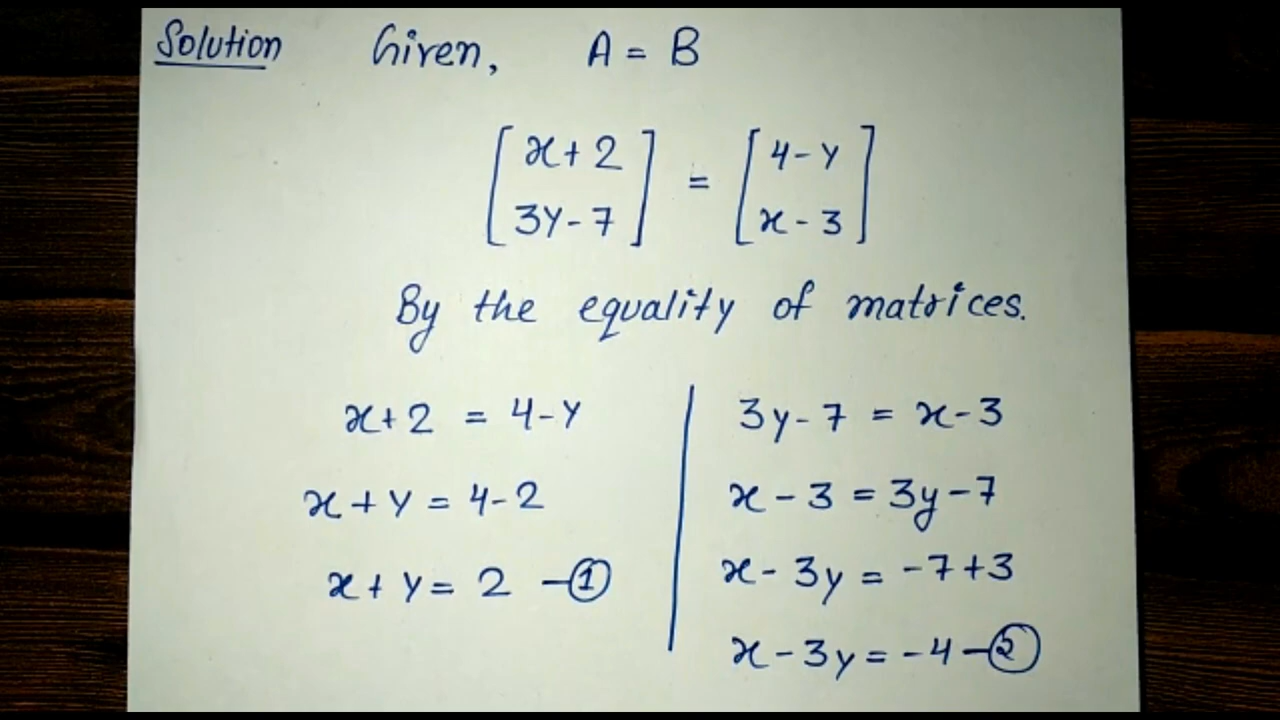 Solution Given, A = B
[ x+2 ] = [ 4-y ]
[ 3y-7 ] [ x-3 ]
By the equality of matrices.
x+2 = 4-y
x+y = 4-2
x+y = 2 -①
3y-7 = x-3
x-3 = 3y-7
x-3y = -7+3
x-3y = -4-②